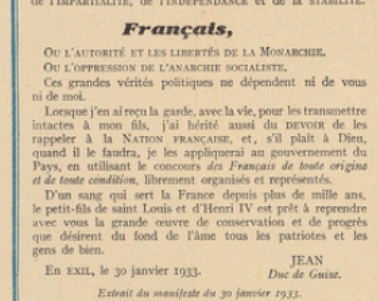 de l'IMPARTIALITÉ, de l'INDÉPENDANCE et de la STABILITÉ.
Français,
OU L'AUTORITÉ ET LES LIBERTÉS DE LA MONARCHIE,
OU L'OPPRESSION DE L'ANARCHIE SOCIALISTE.
Ces grandes vérités politiques ne dépendent ni de vous
ni de moi.
Lorsque j'en ai reçu la garde, avec la vie, pour les transmettre
intactes à mon fils, j'ai hérité aussi du DEVOIR de les
rappeler à la NATION FRANÇAISE, et, s'il plaît à Dieu,
quand il le faudra, je les appliquerai au gouvernement du
Pays, en utilisant le concours des Français de toute origine
et de toute condition, librement organisés et représentés.
D'un sang qui sert la France depuis plus de mille ans,
le petit-fils de saint Louis et d'Henri IV est prêt à reprendre
avec vous la grande œuvre de conservation et de progrès
que désirent du fond de l'âme tous les patriotes et les
gens de bien.
JEAN
En EXIL, le 30 janvier 1933.
Duc de Guise.
Extrait du manifeste du 30 janvier 1933.